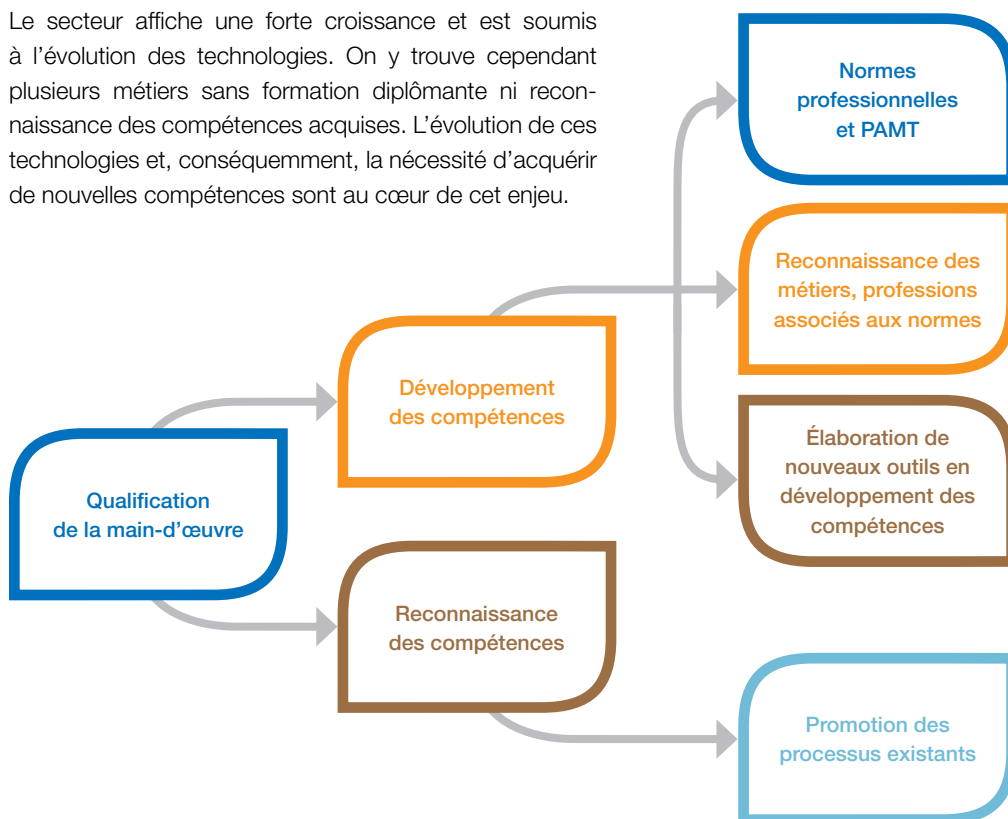 Le secteur affiche une forte croissance et est soumis
à l'évolution des technologies. On y trouve cependant
plusieurs métiers sans formation diplômante ni recon-
naissance des compétences acquises. L'évolution de ces
technologies et, conséquemment, la nécessité d'acquérir
de nouvelles compétences sont au cœur de cet enjeu.
Qualification
de la main-d'œuvre
Développement
des compétences
Reconnaissance
des compétences
Normes
professionnelles
et PAMT
Reconnaissance des
métiers, professions
associés aux normes
Élaboration de
nouveaux outils en
développement des
compétences
Promotion des
processus existants